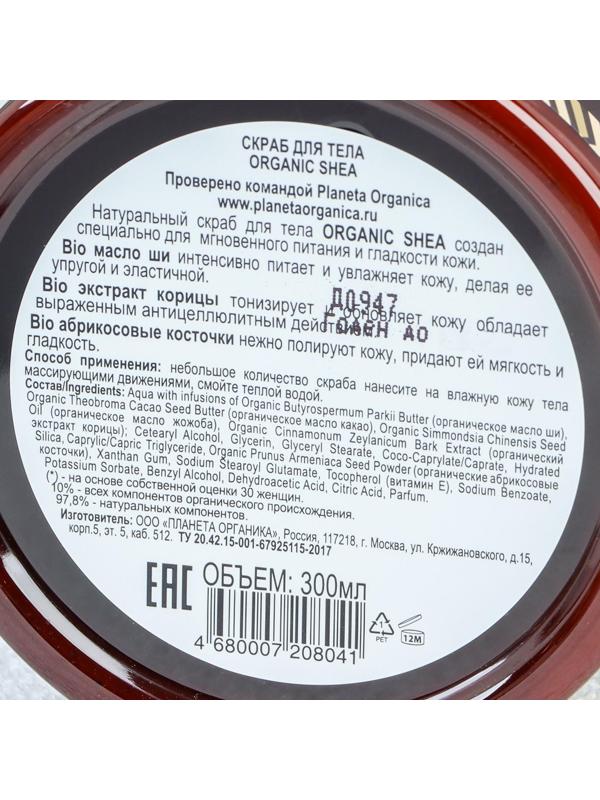 СКРАБ ДЛЯ ТЕЛА
ORGANIC SHEA
Проверено командой Planeta Organica
www.planetaorganica.ru
Натуральный скраб для тела ORGANIC SHEA создан
специально для мгновенного питания и гладкости кожи.
Bio масло ши интенсивно питает и увлажняет кожу, делая ее
упругой и эластичной.
Bio экстракт корицы тонизирует и обновляет кожу обладает
выраженным антицеллюлитным действием.
Д0947
ГОДЕН ДО
Bio абрикосовые косточки нежно полируют кожу, придают ей мягкость и
гладкость.
Способ применения: небольшое количество скраба нанесите на влажную кожу тела
массирующими движениями, смойте теплой водой.
Состав/Ingredients: Aqua with infusions of Organic Butyrospermum Parkii Butter (органическое масло ши),
Organic Theobroma Cacao Seed Butter (органическое масло какао), Organic Simmondsia Chinensis Seed
Oil (органическое масло жожоба), Organic Cinnamonum Zeylanicum Bark Extract (органический
экстракт корицы); Cetearyl Alcohol, Glycerin, Glyceryl Stearate, Coco-Caprylate/Caprate, Hydrated
Silica, Caprylic/Capric Triglyceride, Organic Prunus Armeniaca Seed Powder (органические абрикосовые
косточки), Xanthan Gum, Sodium Stearoyl Glutamate, Tocopherol (витамин Е), Sodium Benzoate,
Potassium Sorbate, Benzyl Alcohol, Dehydroacetic Acid, Citric Acid, Parfum.
(*) - на основе собственной оценки 30 женщин.
10% - всех компонентов органического происхождения.
97,8% - натуральных компонентов.
Изготовитель: ООО «ПЛАНЕТА ОРГАНИКА», Россия, 117218, г. Москва, ул. Кржижановского, д.15,
корп.5, эт. 5, каб. 512. ТУ 20.42.15-001-67925115-2017
EAC ОБЪЕМ: 300мл
4 680007 208041
1
PET
12M